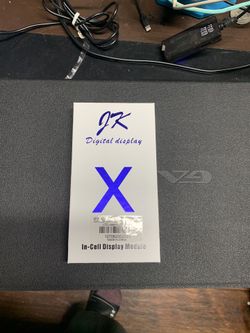 JK
Digital display
X
In-Cell Display Module